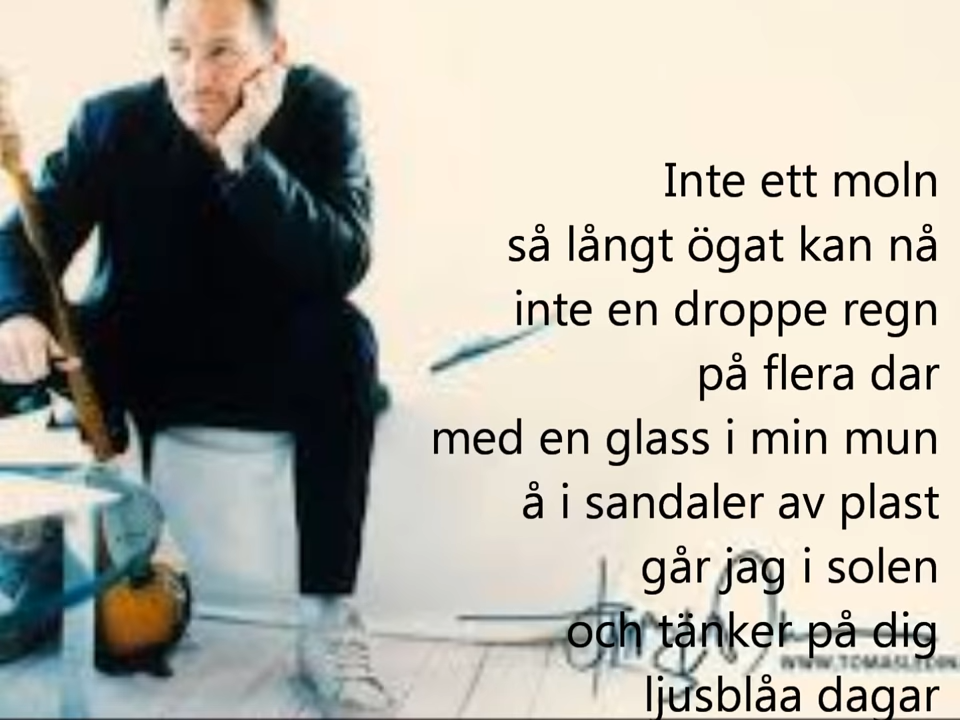 Inte ett moln
så långt ögat kan nå
inte en droppe regn
på flera dar
med en glass i min mun
å i sandaler av plast
går jag i solen
och tänker på dig
ljusblåa dagar